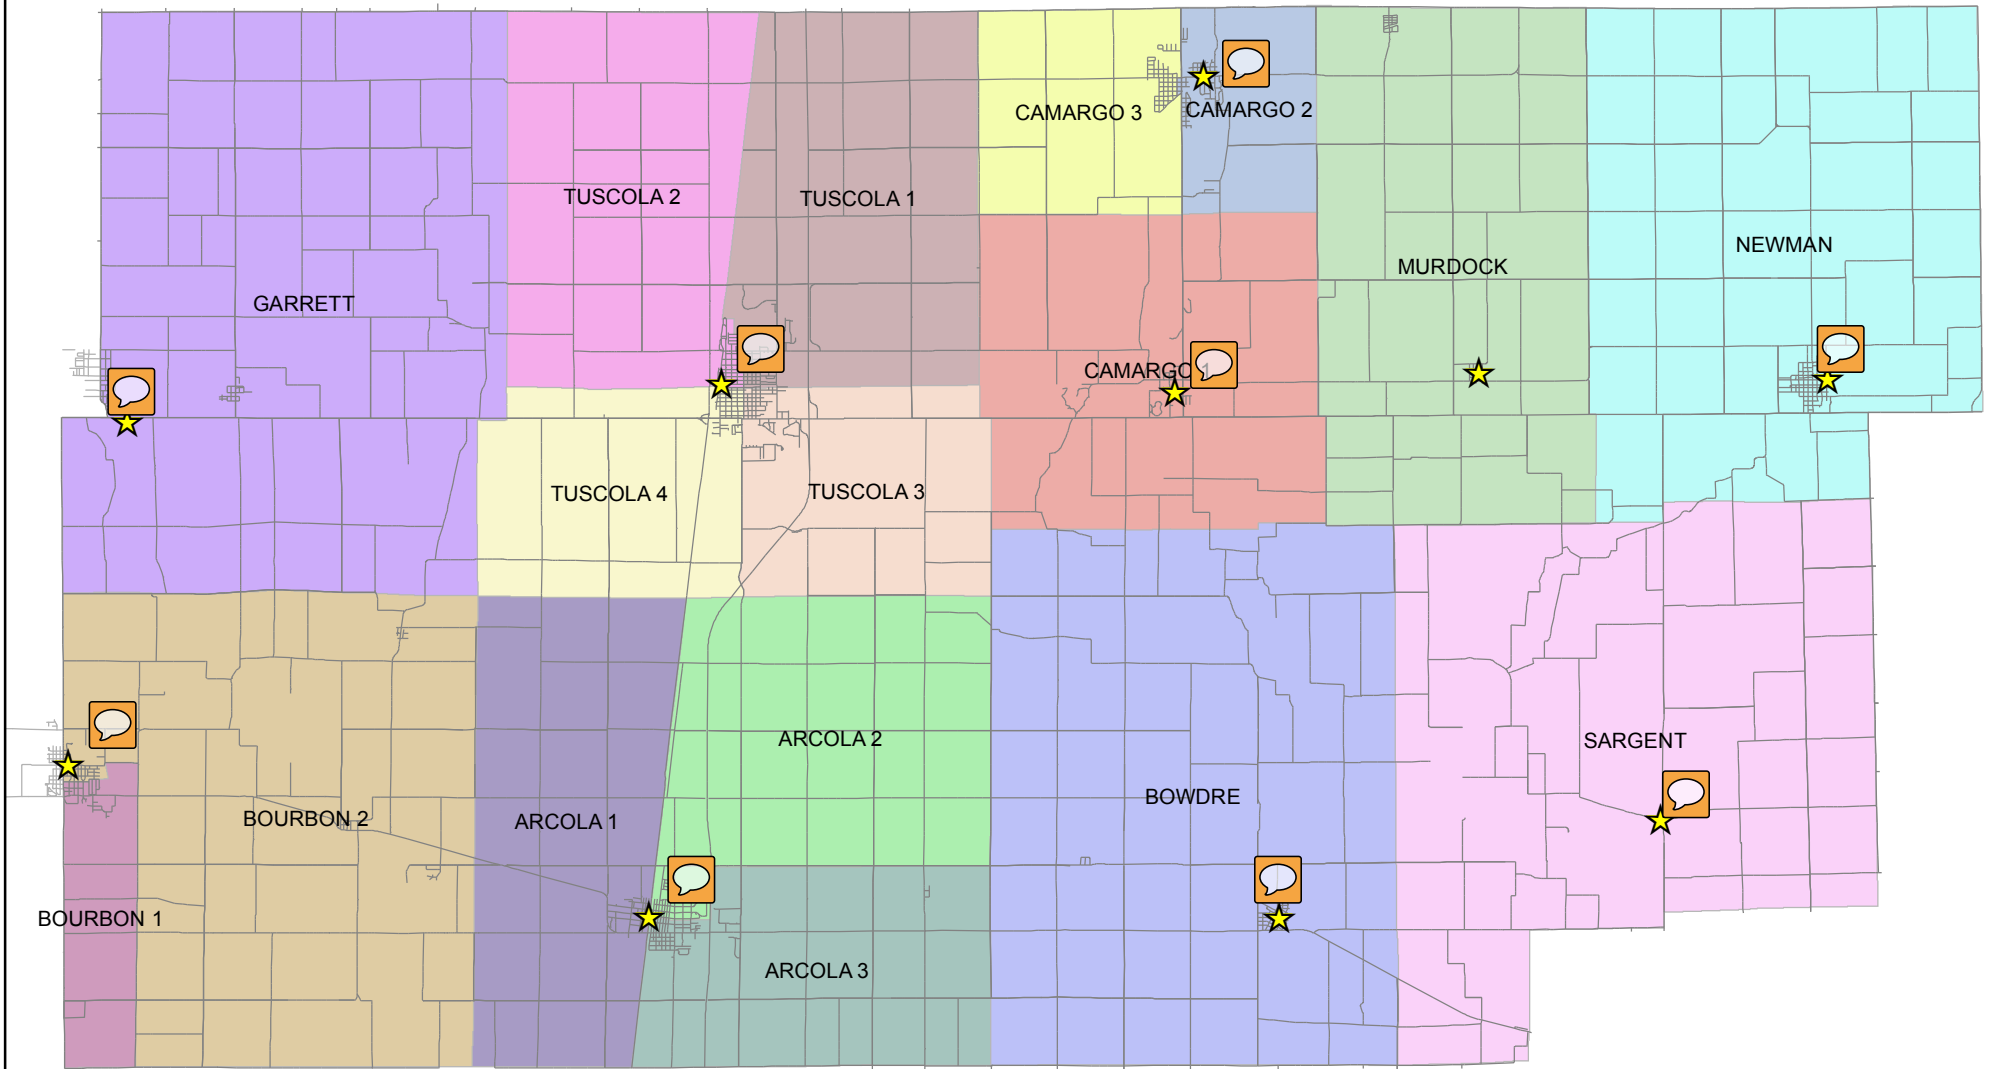 CAMARGO 3
CAMARGO 2
TUSCOLA 2
TUSCOLA 1
NEWMAN
MURDOCK
GARRETT
CAMARGO 1
TUSCOLA 4
TUSCOLA 3
ARCOLA 2
SARGENT
BOWDRE
BOURBON 2
ARCOLA 1
BOURBON 1
ARCOLA 3